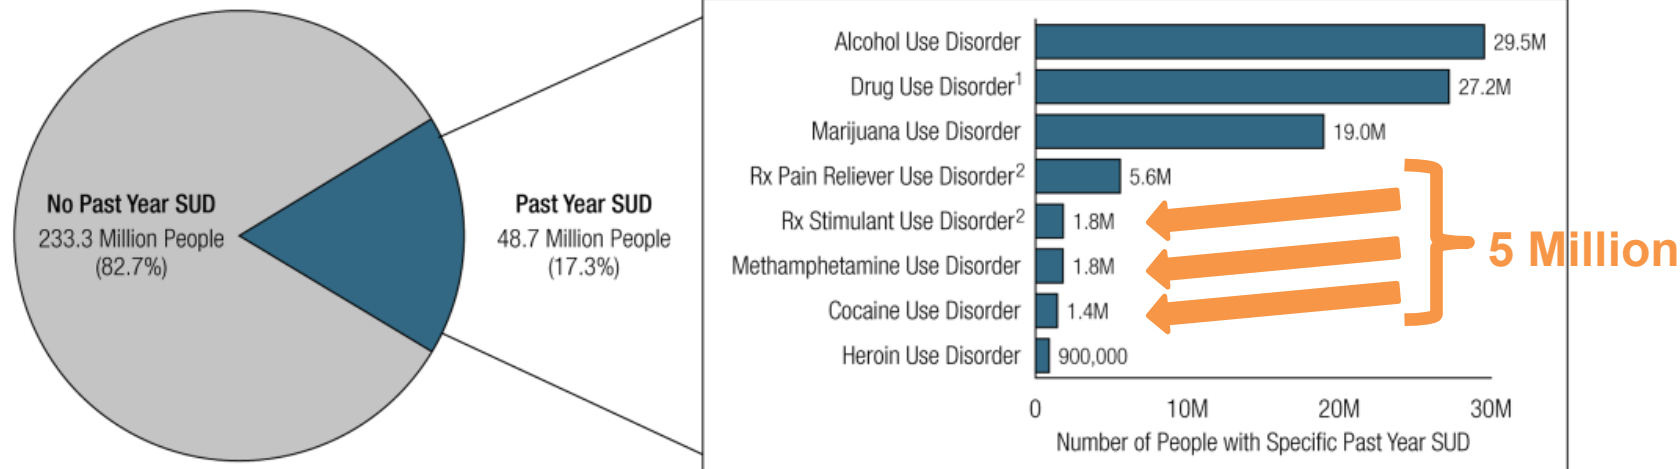 No Past Year SUD
233.3 Million People
(82.7%)
Past Year SUD
48.7 Million People
(17.3%)
Alcohol Use Disorder 29.5M
Drug Use Disorder1 27.2M
Marijuana Use Disorder 19.0M
Rx Pain Reliever Use Disorder2 5.6M
Rx Stimulant Use Disorder2 1.8M
Methamphetamine Use Disorder 1.8M
Cocaine Use Disorder 1.4M
Heroin Use Disorder 900,000
5 Million
0 10M 20M 30M
Number of People with Specific Past Year SUD